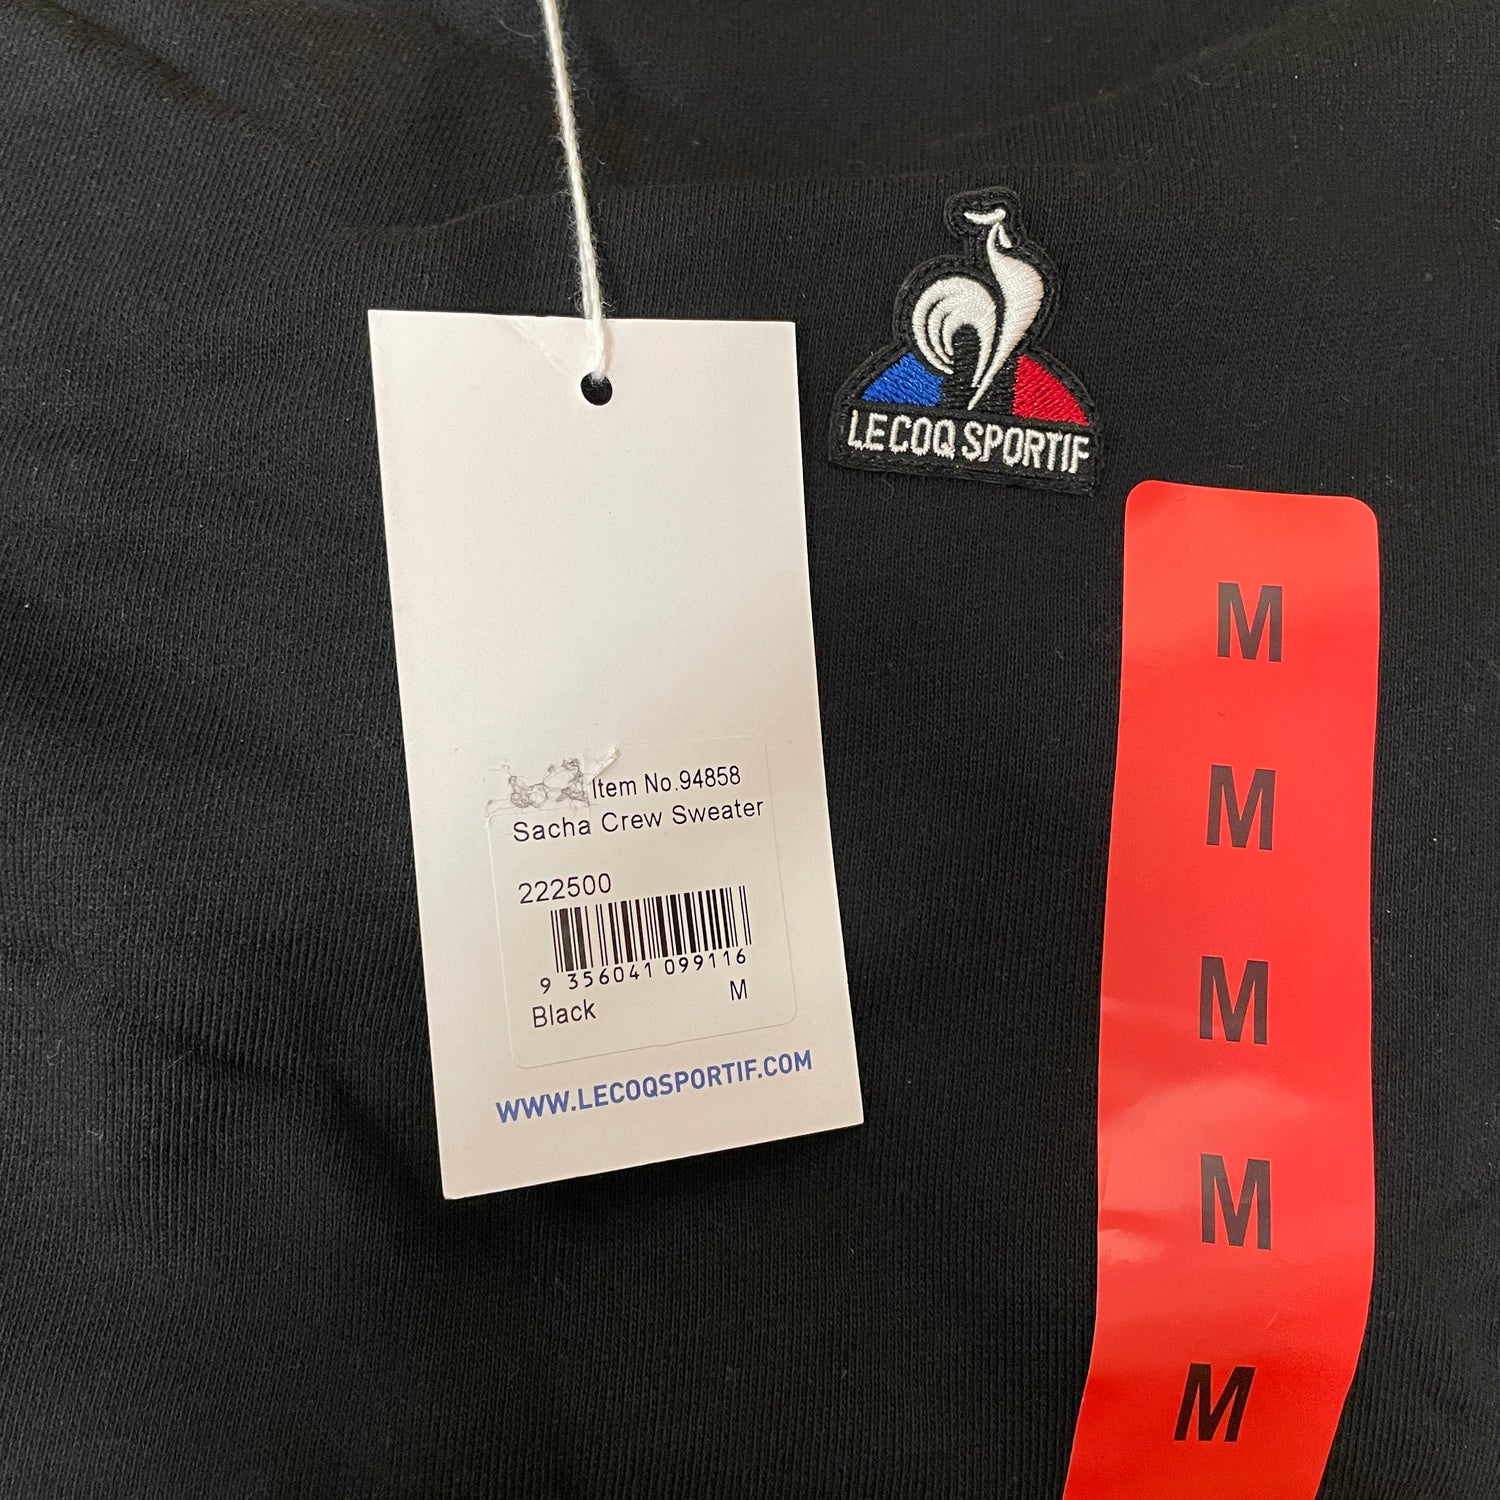 LE COQ SPORTIF
Item No.94858
Sacha Crew Sweater
222500
9 356041 099116
Black M
WWW.LECOQSPORTIF.COM
M
M
M
M
M